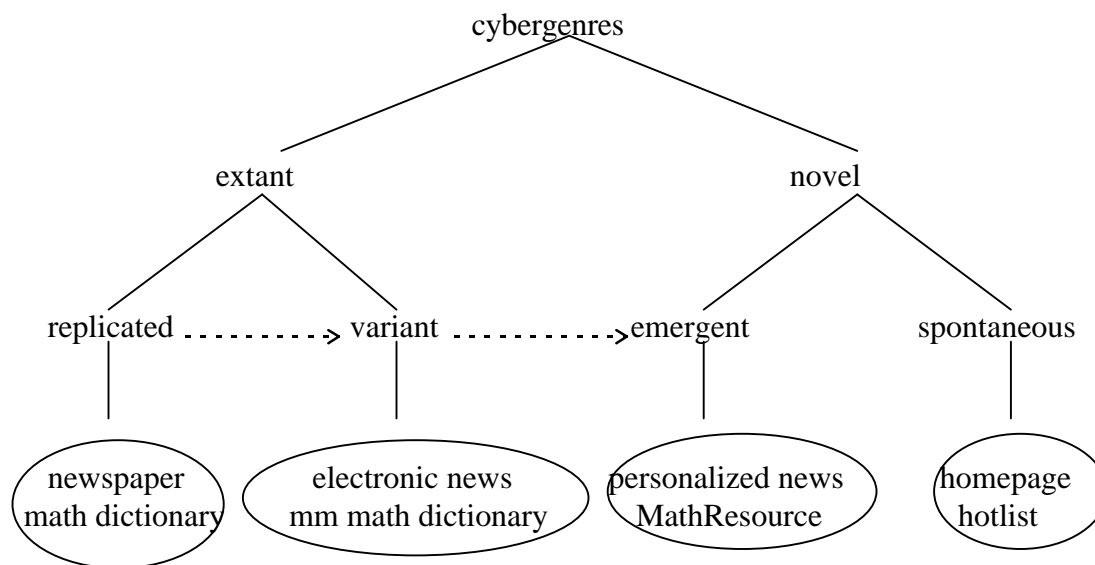 cybergenres
extant
novel
replicated
variant
emergent
spontaneous
newspaper
math dictionary
electronic news
mm math dictionary
personalized news
MathResource
homepage
hotlist